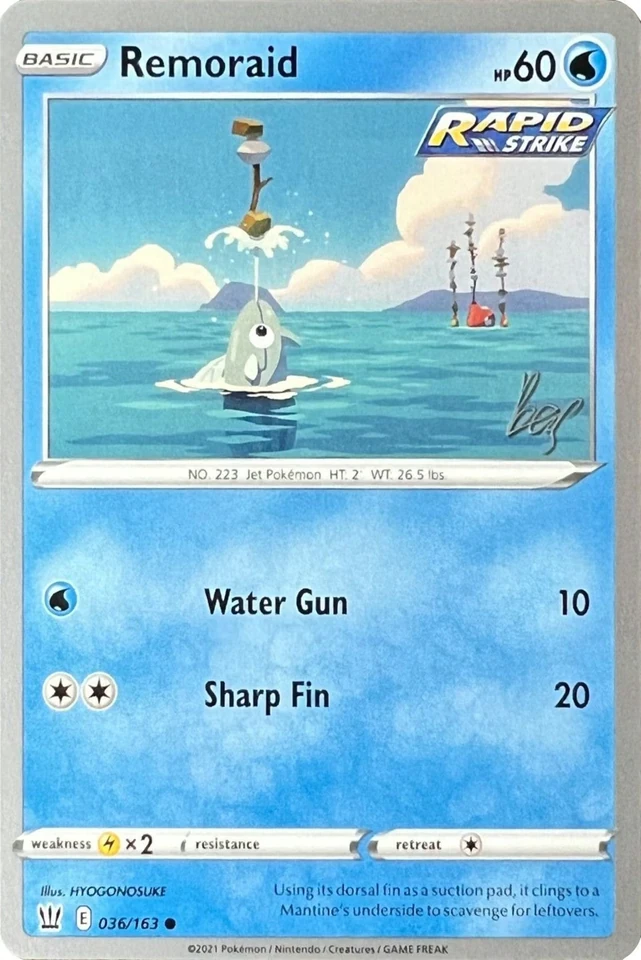 BASIC Remoraid HP 60
RAPID
STRIKE
NO. 223 Jet Pokémon HT. 2' WT. 26.5 lbs
Water Gun 10
Sharp Fin 20
weakness ×2 resistance retreat
Illus. HYOGONOSUKE
Using its dorsal fin as a suction pad, it clings to a
Mantine's underside to scavenge for leftovers.
E 036/163
©2021 Pokémon / Nintendo / Creatures / GAME FREAK